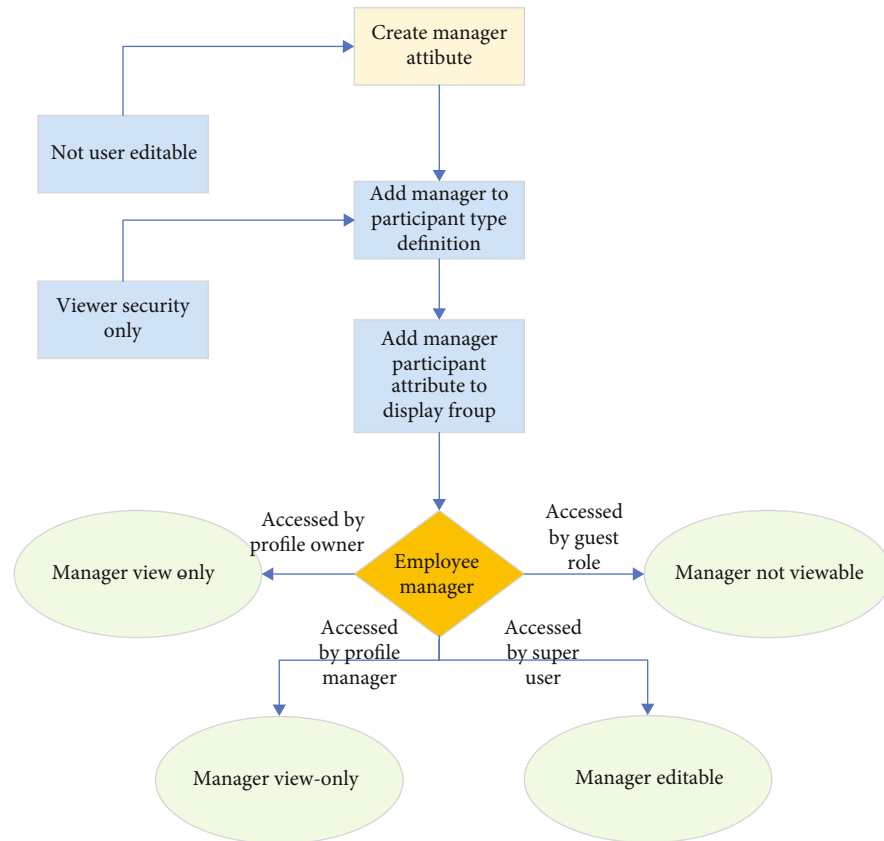 Create manager
attibute
Not user editable
Add manager to
participant type
definition
Viewer security
only
Add manager
participant
attribute to
display froup
Accessed by
profile owner
Accessed
by guest
role
Manager view only
Employee
manager
Manager not viewable
Accessed
by profile
manager
Accessed
by super
user
Manager view-only
Manager editable